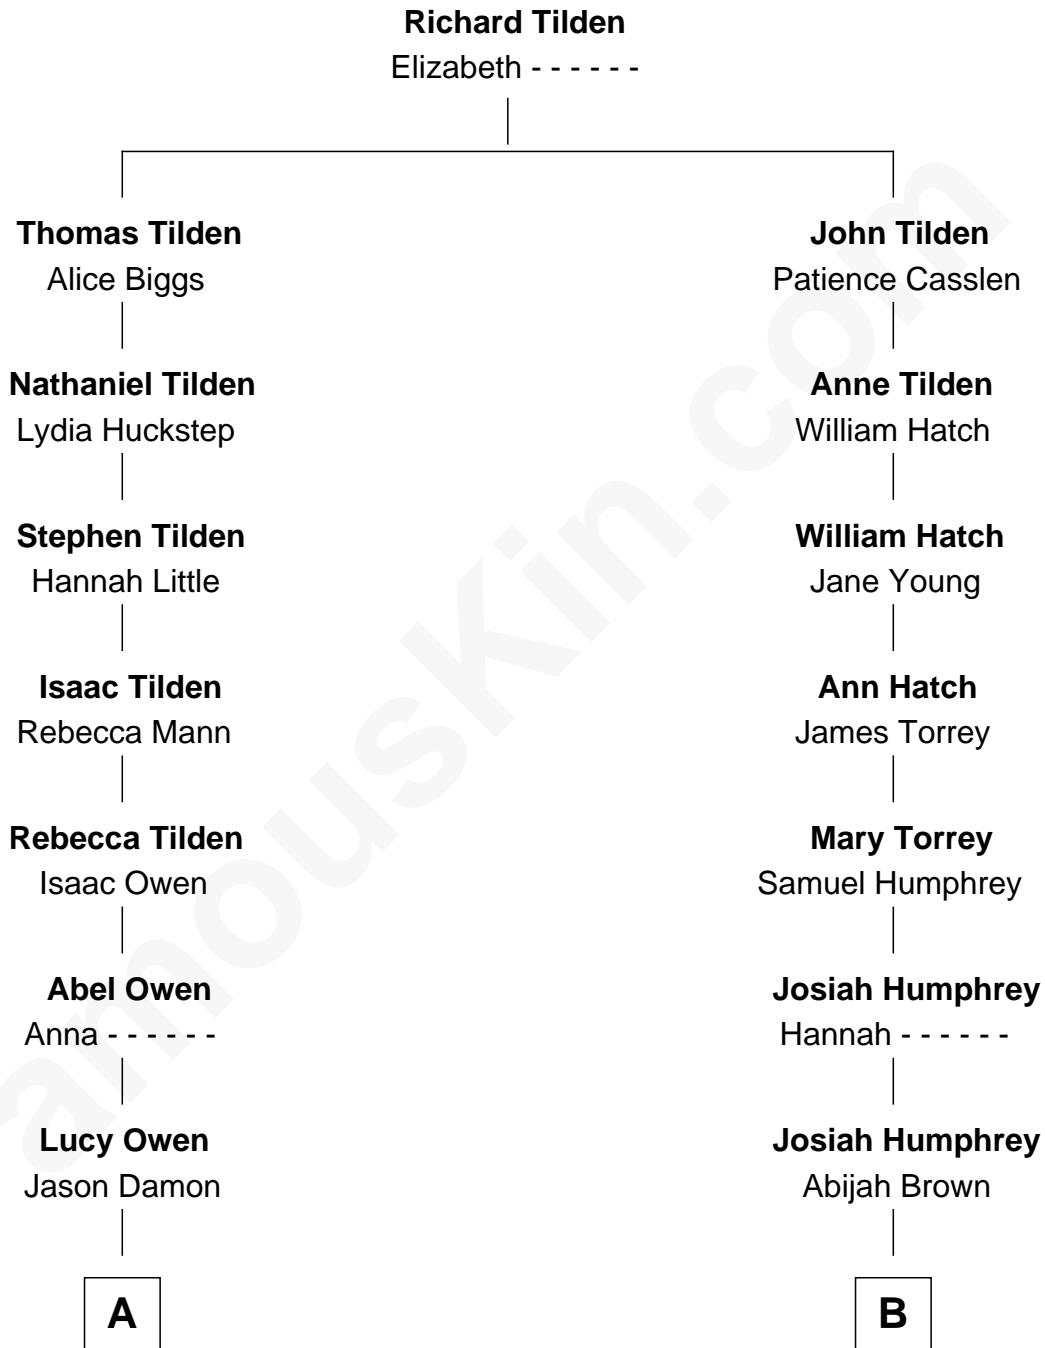 Richard Tilden
Elizabeth - - - - - -
Thomas Tilden
Alice Biggs
Nathaniel Tilden
Lydia Huckstep
Stephen Tilden
Hannah Little
Isaac Tilden
Rebecca Mann
Rebecca Tilden
Isaac Owen
Abel Owen
Anna - - - - - -
Lucy Owen
Jason Damon
A
John Tilden
Patience Casslen
Anne Tilden
William Hatch
William Hatch
Jane Young
Ann Hatch
James Torrey
Mary Torrey
Samuel Humphrey
Josiah Humphrey
Hannah - - - - - -
Josiah Humphrey
Abijah Brown
B
amouskin.com